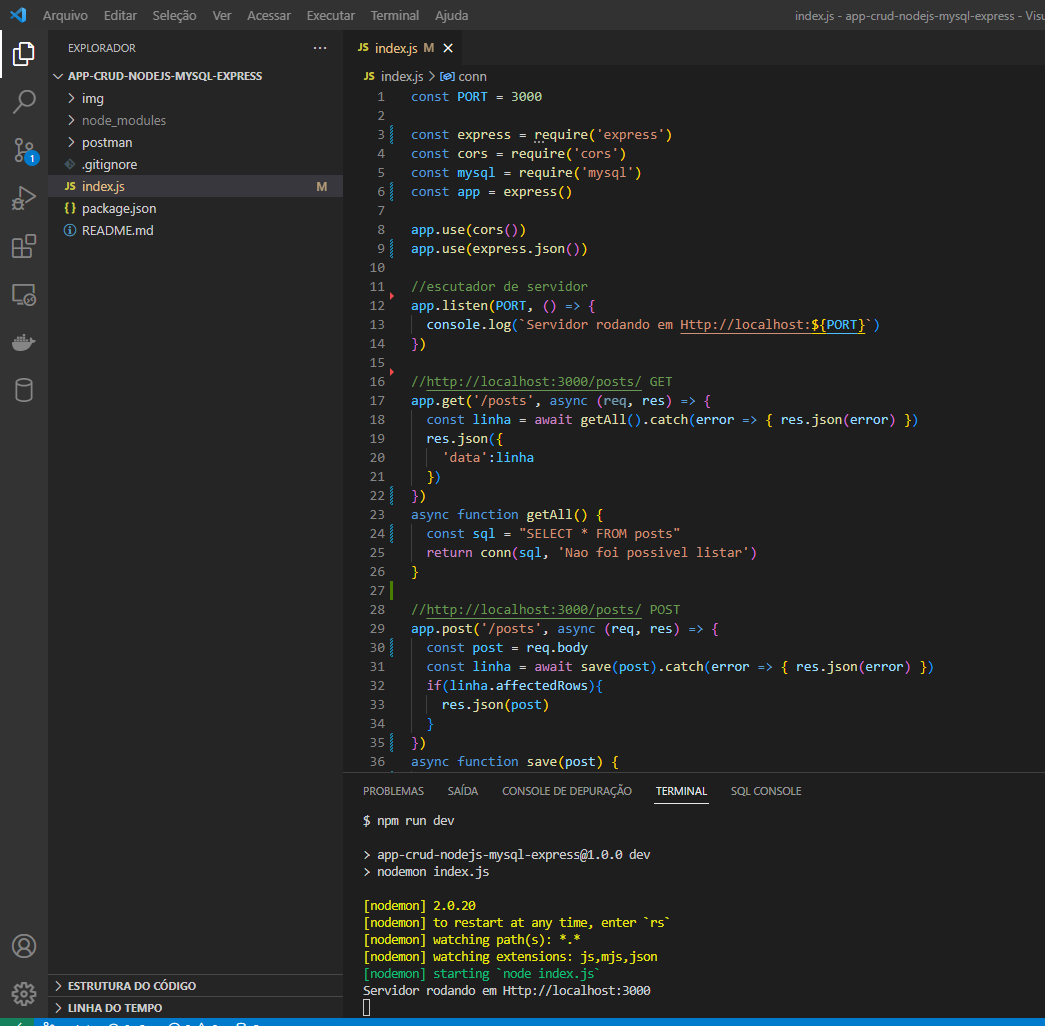 Arquivo Editar Seleção Ver Acessar Executar Terminal Ajuda index.js - app-crud-nodejs-mysql-express - Visu
EXPLORADOR ···
APP-CRUD-NODEJS-MYSQL-EXPRESS
img
node_modules
postman
.gitignore
JS index.js M
{} package.json
README.md
1
ESTRUTURA DO CÓDIGO
LINHA DO TEMPO
JS index.js M
JS index.js > conn
1 const PORT = 3000
2
3 const express = require('express')
4 const cors = require('cors')
5 const mysql = require('mysql')
6 const app = express()
7
8 app.use(cors())
9 app.use(express.json())
10
11 //escutador de servidor
12 app.listen(PORT, () => {
13 console.log(`Servidor rodando em Http://localhost:${PORT}`)
14 })
15
16 //http://localhost:3000/posts/ GET
17 app.get('/posts', async (req, res) => {
18 const linha = await getAll().catch(error => { res.json(error) })
19 res.json({
20 'data':linha
21 })
22 })
23 async function getAll() {
24 const sql = "SELECT * FROM posts"
25 return conn(sql, 'Nao foi possivel listar')
26 }
27
28 //http://localhost:3000/posts/ POST
29 app.post('/posts', async (req, res) => {
30 const post = req.body
31 const linha = await save(post).catch(error => { res.json(error) })
32 if(linha.affectedRows){
33 res.json(post)
34 }
35 })
36 async function save(post) {
PROBLEMAS SAÍDA CONSOLE DE DEPURAÇÃO TERMINAL SQL CONSOLE
$ npm run dev
> app-crud-nodejs-mysql-express@1.0.0 dev
> nodemon index.js
[nodemon] 2.0.20
[nodemon] to restart at any time, enter `rs`
[nodemon] watching path(s): *.*
[nodemon] watching extensions: js,mjs,json
[nodemon] starting `node index.js`
Servidor rodando em Http://localhost:3000